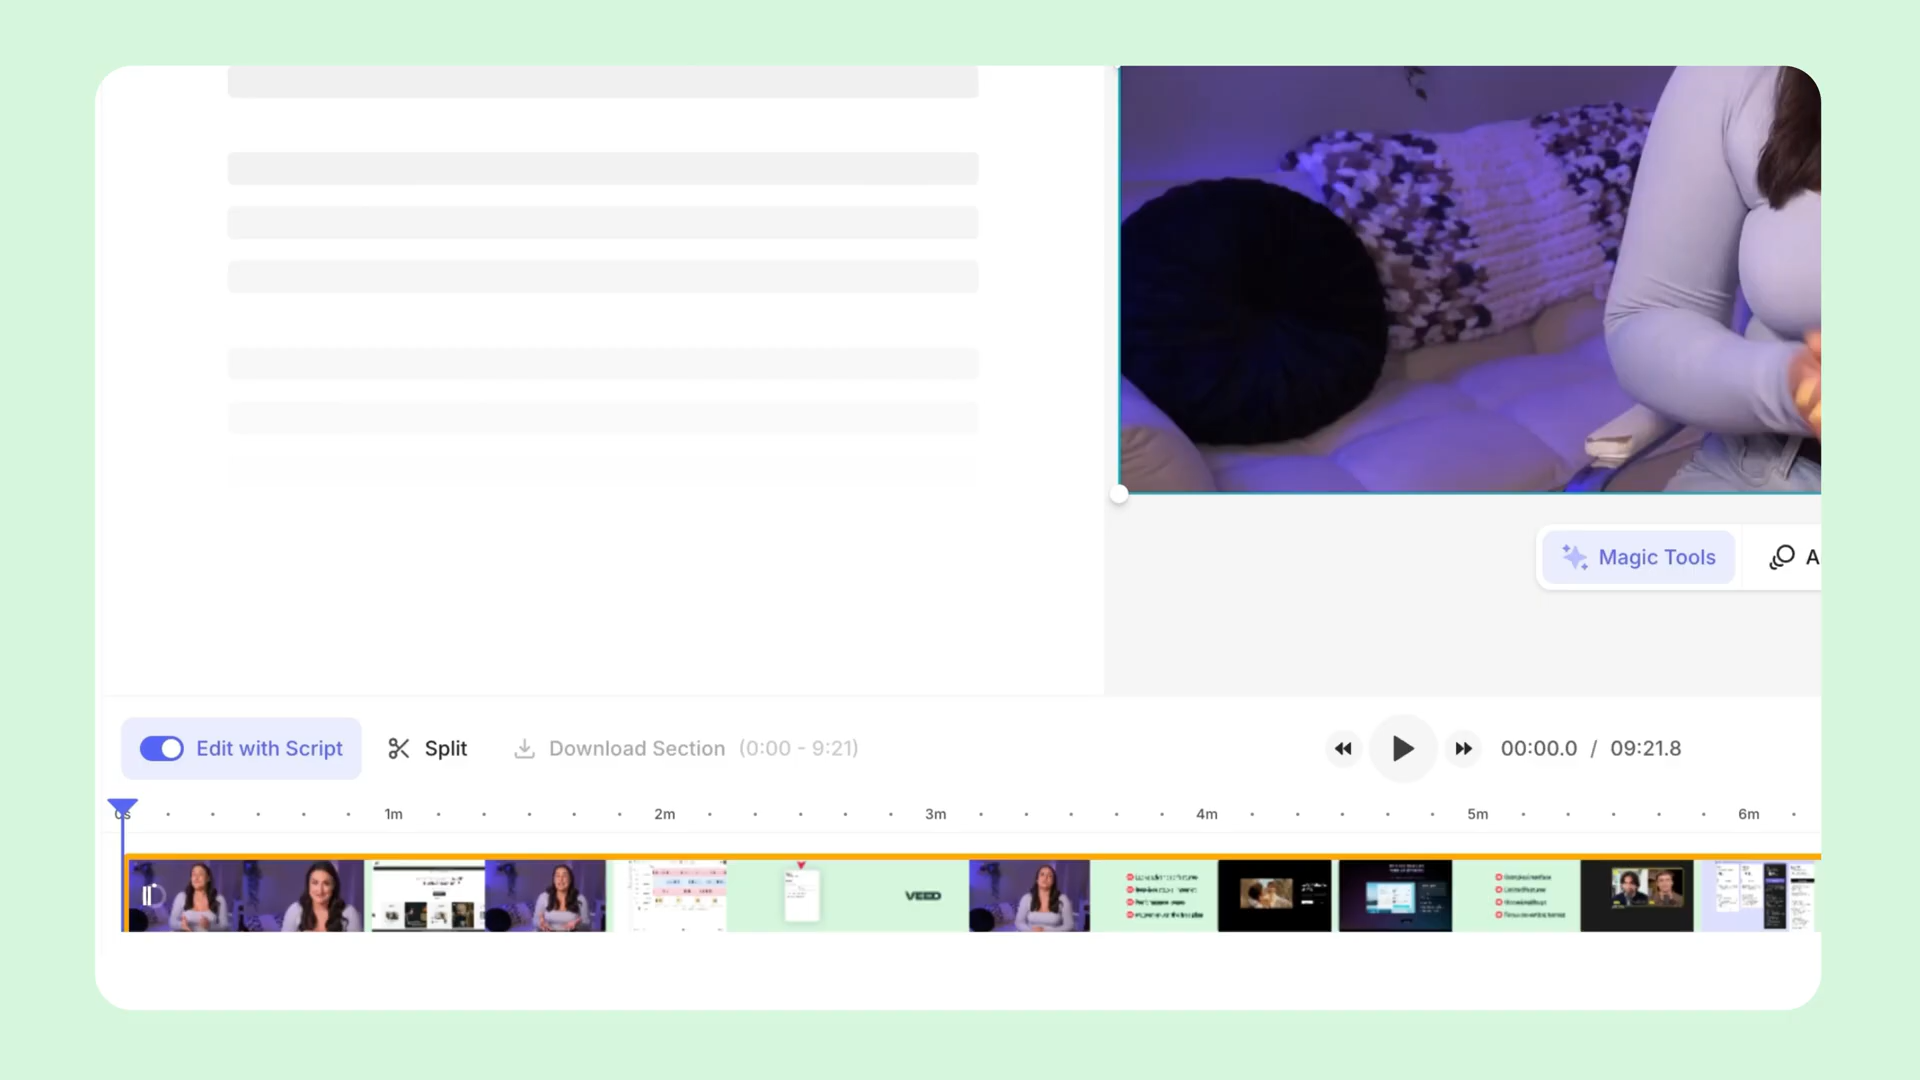 Magic Tools
A
Edit with Script
Split
Download Section (0:00 - 9:21)
00:00.0 / 09:21.8
0s
1m
2m
3m
4m
5m
6m
VEED